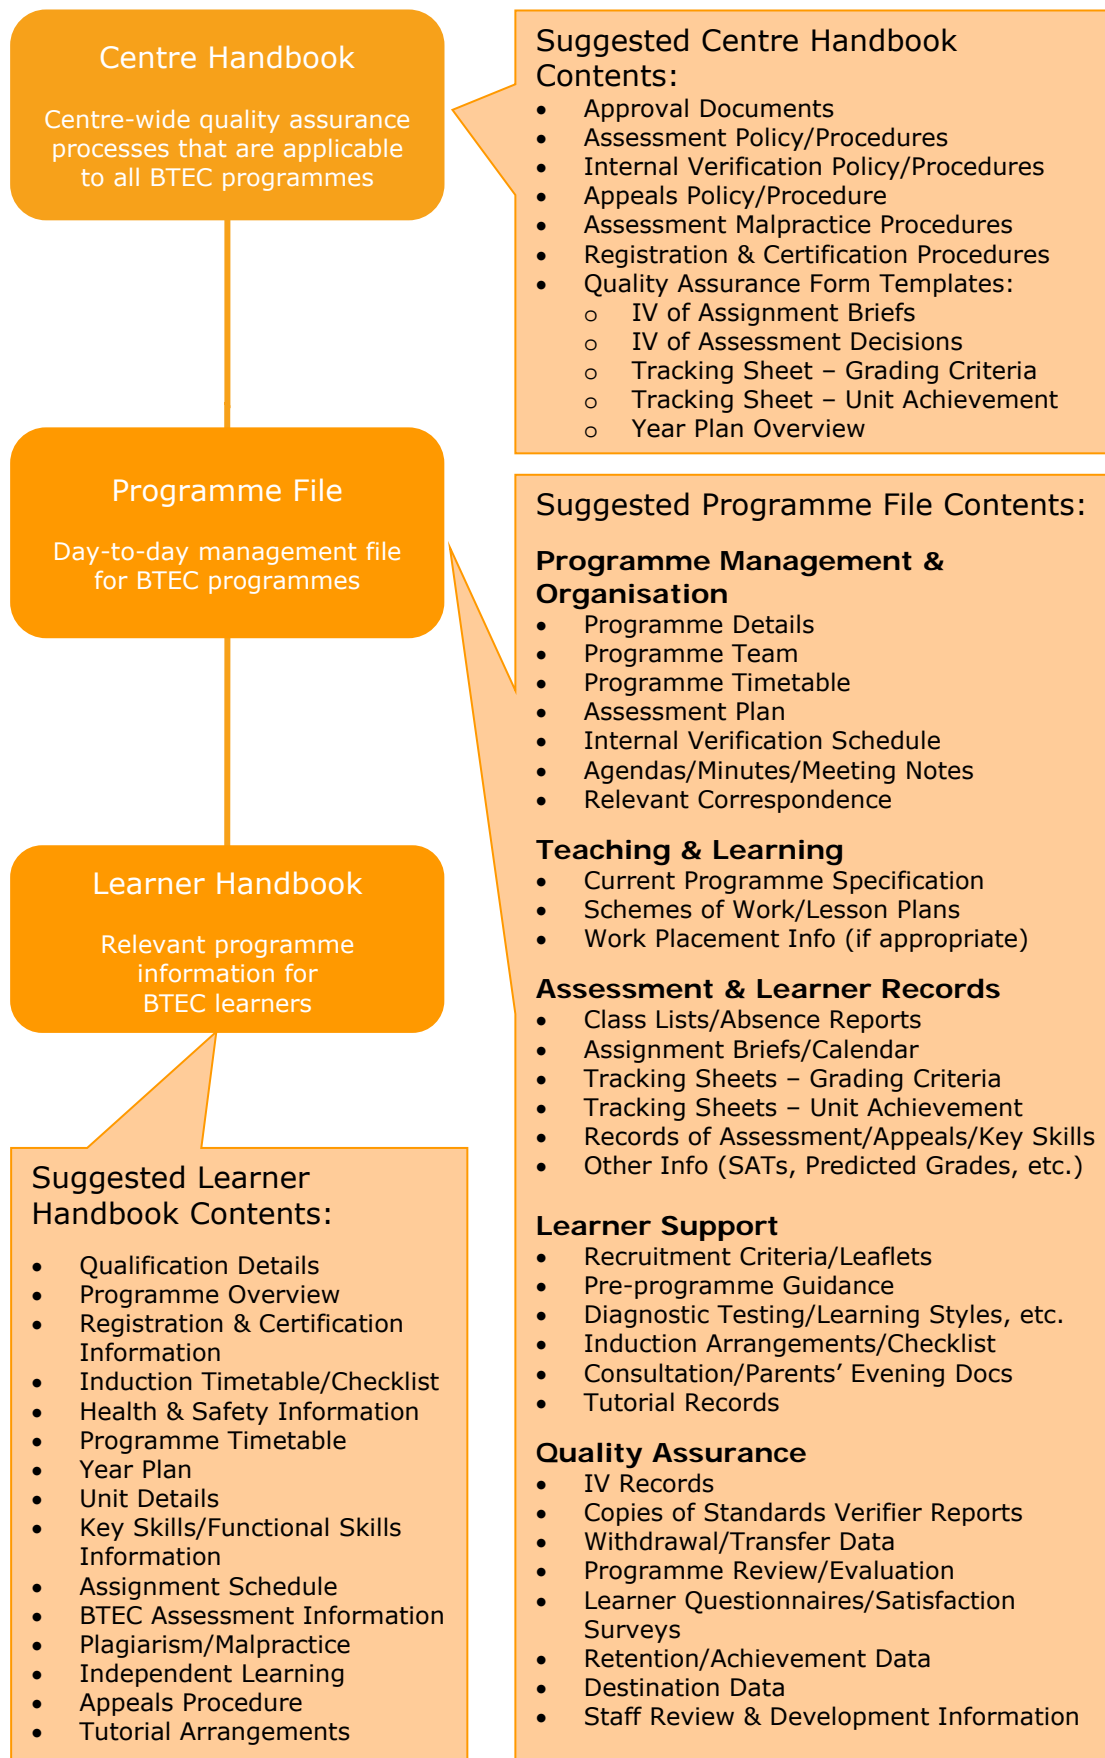 Centre Handbook
Centre-wide quality assurance
processes that are applicable
to all BTEC programmes
Suggested Centre Handbook
Contents:
• Approval Documents
• Assessment Policy/Procedures
• Internal Verification Policy/Procedures
• Appeals Policy/Procedure
• Assessment Malpractice Procedures
• Registration & Certification Procedures
• Quality Assurance Form Templates:
o IV of Assignment Briefs
o IV of Assessment Decisions
o Tracking Sheet – Grading Criteria
o Tracking Sheet – Unit Achievement
o Year Plan Overview
Programme File
Day-to-day management file
for BTEC programmes
Suggested Programme File Contents:
Programme Management &
Organisation
• Programme Details
• Programme Team
• Programme Timetable
• Assessment Plan
• Internal Verification Schedule
• Agendas/Minutes/Meeting Notes
• Relevant Correspondence
Teaching & Learning
• Current Programme Specification
• Schemes of Work/Lesson Plans
• Work Placement Info (if appropriate)
Assessment & Learner Records
• Class Lists/Absence Reports
• Assignment Briefs/Calendar
• Tracking Sheets – Grading Criteria
• Tracking Sheets – Unit Achievement
• Records of Assessment/Appeals/Key Skills
• Other Info (SATs, Predicted Grades, etc.)
Learner Support
• Recruitment Criteria/Leaflets
• Pre-programme Guidance
• Diagnostic Testing/Learning Styles, etc.
• Induction Arrangements/Checklist
• Consultation/Parents’ Evening Docs
• Tutorial Records
Quality Assurance
• IV Records
• Copies of Standards Verifier Reports
• Withdrawal/Transfer Data
• Programme Review/Evaluation
• Learner Questionnaires/Satisfaction
Surveys
• Retention/Achievement Data
• Destination Data
• Staff Review & Development Information
Learner Handbook
Relevant programme
information for
BTEC learners
Suggested Learner
Handbook Contents:
• Qualification Details
• Programme Overview
• Registration & Certification
Information
• Induction Timetable/Checklist
• Health & Safety Information
• Programme Timetable
• Year Plan
• Unit Details
• Key Skills/Functional Skills
Information
• Assignment Schedule
• BTEC Assessment Information
• Plagiarism/Malpractice
• Independent Learning
• Appeals Procedure
• Tutorial Arrangements